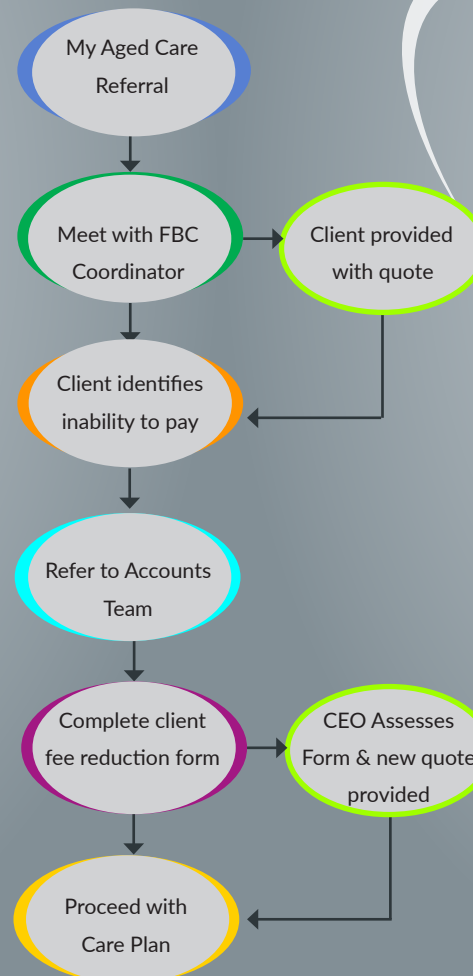 My Aged Care
Referral
Meet with FBC
Coordinator
Client provided
with quote
Client identifies
inability to pay
Refer to Accounts
Team
Complete client
fee reduction form
CEO Assesses
Form & new quote
provided
Proceed with
Care Plan